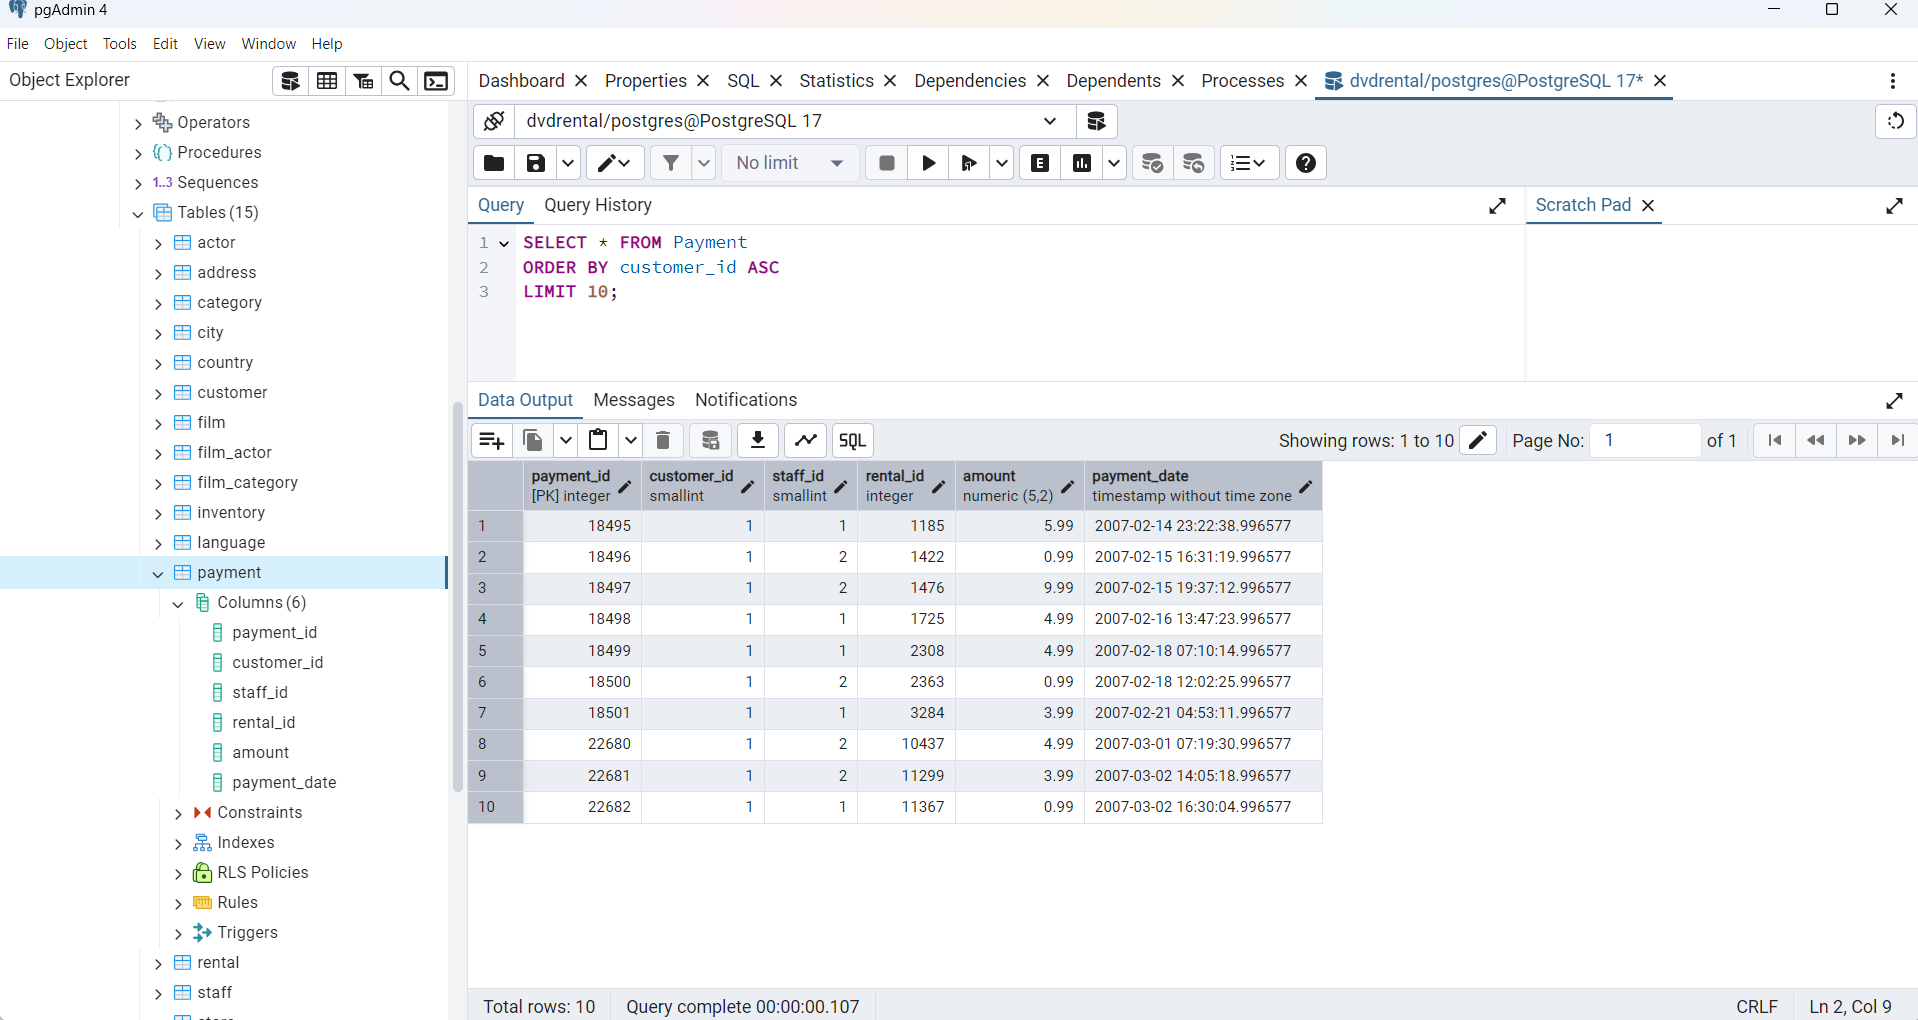 pgAdmin 4
File Object Tools Edit View Window Help
Object Explorer
Dashboard Properties SQL Statistics Dependencies Dependents Processes dvdrental/postgres@PostgreSQL 17*
Operators
Procedures
1..3 Sequences
Tables (15)
actor
address
category
city
country
customer
film
film_actor
film_category
inventory
language
payment
Columns (6)
payment_id
customer_id
staff_id
rental_id
amount
payment_date
Constraints
Indexes
RLS Policies
Rules
Triggers
rental
staff
dvdrental/postgres@PostgreSQL 17
No limit
E
Query Query History
Scratch Pad
1 SELECT * FROM Payment
2 ORDER BY customer_id ASC
3 LIMIT 10;
Data Output Messages Notifications
SQL Showing rows: 1 to 10 Page No: 1 of 1
payment_id customer_id staff_id rental_id amount payment_date
[PK] integer smallint smallint integer numeric (5,2) timestamp without time zone
1 18495 1 1 1185 5.99 2007-02-14 23:22:38.996577
2 18496 1 2 1422 0.99 2007-02-15 16:31:19.996577
3 18497 1 2 1476 9.99 2007-02-15 19:37:12.996577
4 18498 1 1 1725 4.99 2007-02-16 13:47:23.996577
5 18499 1 1 2308 4.99 2007-02-18 07:10:14.996577
6 18500 1 2 2363 0.99 2007-02-18 12:02:25.996577
7 18501 1 1 3284 3.99 2007-02-21 04:53:11.996577
8 22680 1 2 10437 4.99 2007-03-01 07:19:30.996577
9 22681 1 2 11299 3.99 2007-03-02 14:05:18.996577
10 22682 1 1 11367 0.99 2007-03-02 16:30:04.996577
Total rows: 10 Query complete 00:00:00.107 CRLF Ln 2, Col 9